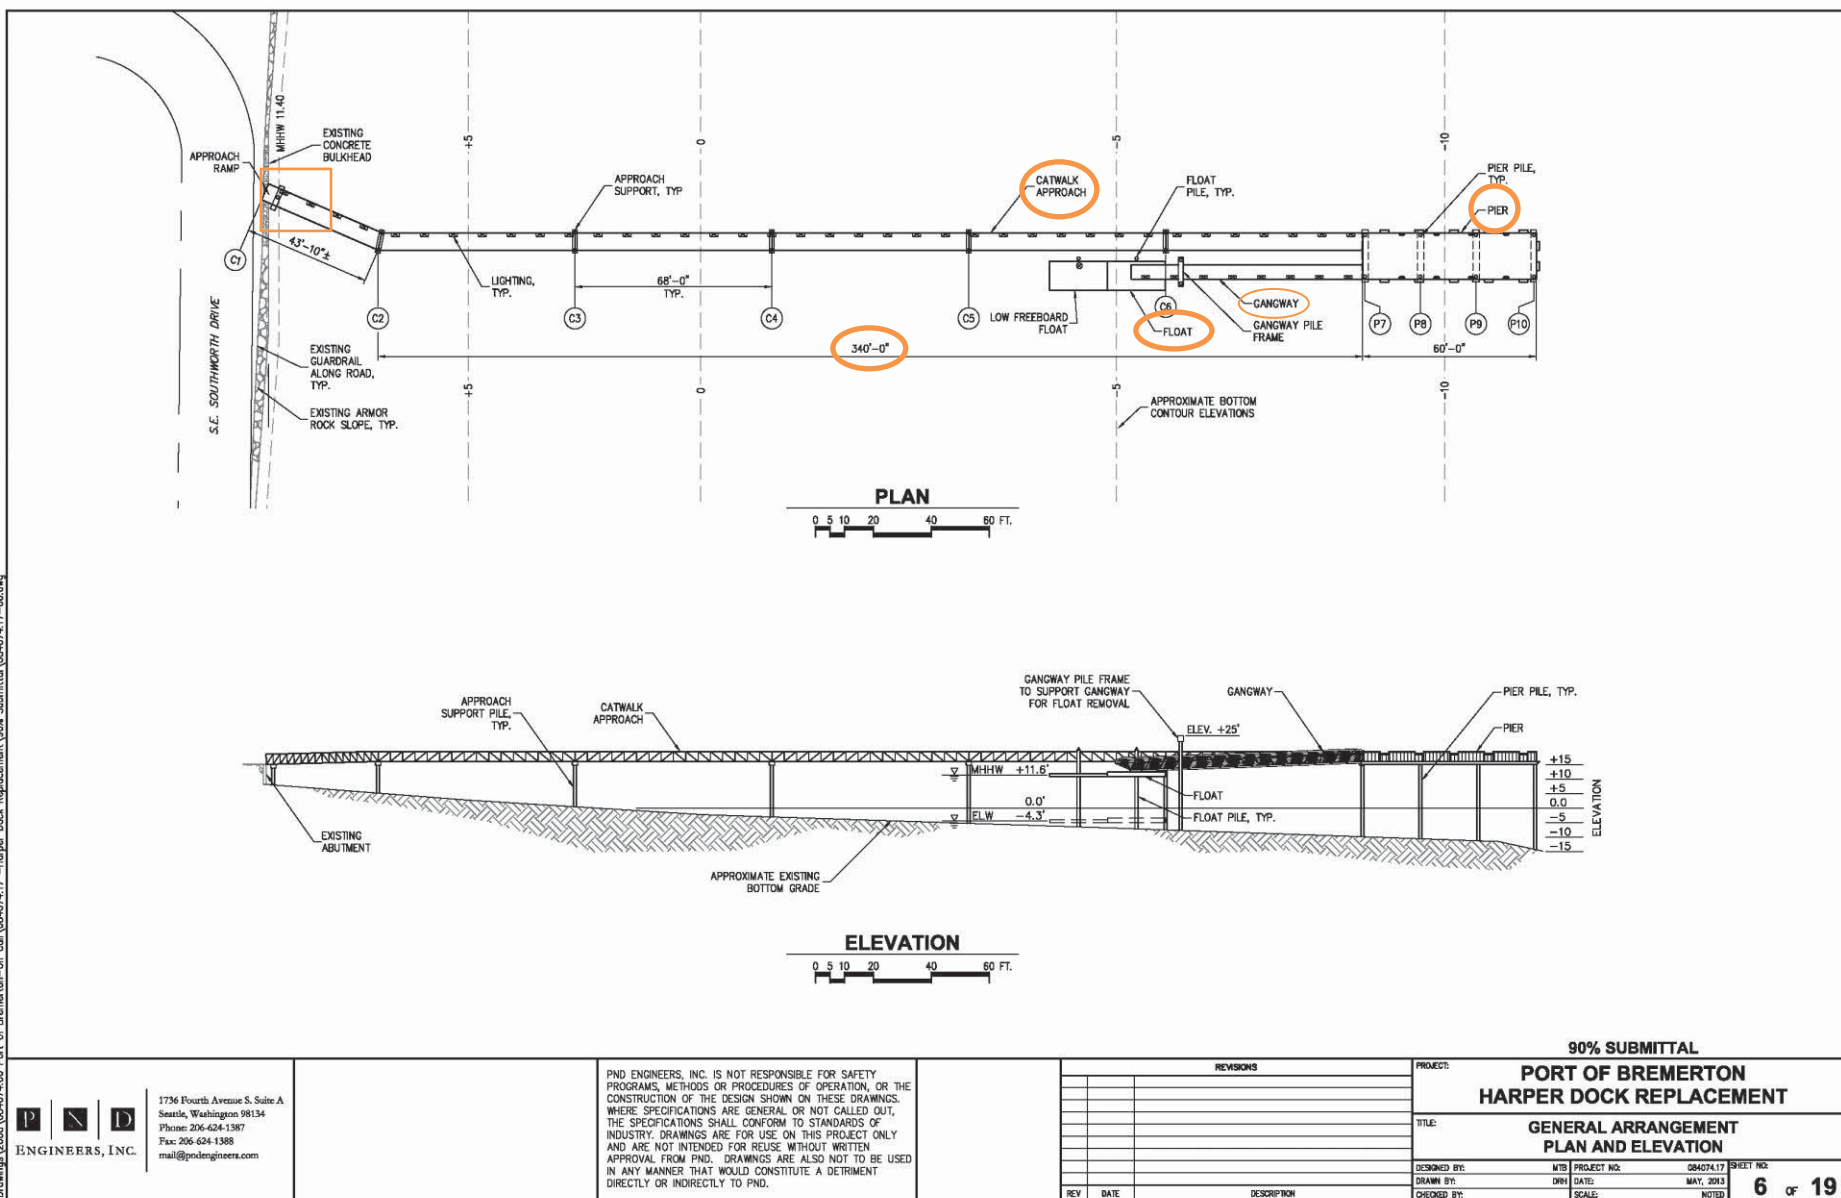 MHHW 11.40
EXISTING
CONCRETE
BULKHEAD
APPROACH
RAMP
+5
0
-5
-10
APPROACH
SUPPORT, TYP
CATWALK
APPROACH
FLOAT
PILE, TYP.
PIER PILE,
TYP.
PIER
43'-10"±
C1
LIGHTING,
TYP.
68'-0"
TYP.
C2
C3
C4
C5
C6
P7
P8
P9
P10
LOW FREEBOARD
FLOAT
FLOAT
GANGWAY
GANGWAY PILE
FRAME
340'-0"
60'-0"
S.E. SOUTHWORTH DRIVE
EXISTING
GUARDRAIL
ALONG ROAD,
TYP.
EXISTING ARMOR
ROCK SLOPE, TYP.
+5
0
-5
-10
APPROXIMATE BOTTOM
CONTOUR ELEVATIONS
PLAN
0 5 10 20 40 60 FT.
APPROACH
SUPPORT PILE,
TYP.
CATWALK
APPROACH
GANGWAY PILE FRAME
TO SUPPORT GANGWAY
FOR FLOAT REMOVAL
GANGWAY
PIER PILE, TYP.
PIER
ELEV. +25'
MHHW +11.6'
0.0'
ELW -4.3'
FLOAT
FLOAT PILE, TYP.
+15
+10
+5
0.0
-5
-10
-15
ELEVATION
EXISTING
ABUTMENT
APPROXIMATE EXISTING
BOTTOM GRADE
ELEVATION
0 5 10 20 40 60 FT.
90% SUBMITTAL
P N D
ENGINEERS, INC.
1736 Fourth Avenue S. Suite A
Seattle, Washington 98134
Phone: 206-624-1387
Fax: 206-624-1388
mail@pndengineers.com
PND ENGINEERS, INC. IS NOT RESPONSIBLE FOR SAFETY
PROGRAMS, METHODS OR PROCEDURES OF OPERATION, OR THE
CONSTRUCTION OF THE DESIGN SHOWN ON THESE DRAWINGS.
WHERE SPECIFICATIONS ARE GENERAL OR NOT CALLED OUT,
THE SPECIFICATIONS SHALL CONFORM TO STANDARDS OF
INDUSTRY. DRAWINGS ARE FOR USE ON THIS PROJECT ONLY
AND ARE NOT INTENDED FOR REUSE WITHOUT WRITTEN
APPROVAL FROM PND. DRAWINGS ARE ALSO NOT TO BE USED
IN ANY MANNER THAT WOULD CONSTITUTE A DETRIMENT
DIRECTLY OR INDIRECTLY TO PND.
REVISIONS
REV DATE DESCRIPTION
PROJECT:
PORT OF BREMERTON
HARPER DOCK REPLACEMENT
TITLE:
GENERAL ARRANGEMENT
PLAN AND ELEVATION
DESIGNED BY: MTB PROJECT NO: 084074.17 SHEET NO:
DRAWN BY: DRH DATE: MAY, 2013
CHECKED BY: SCALE: NOTED
6 OF 19